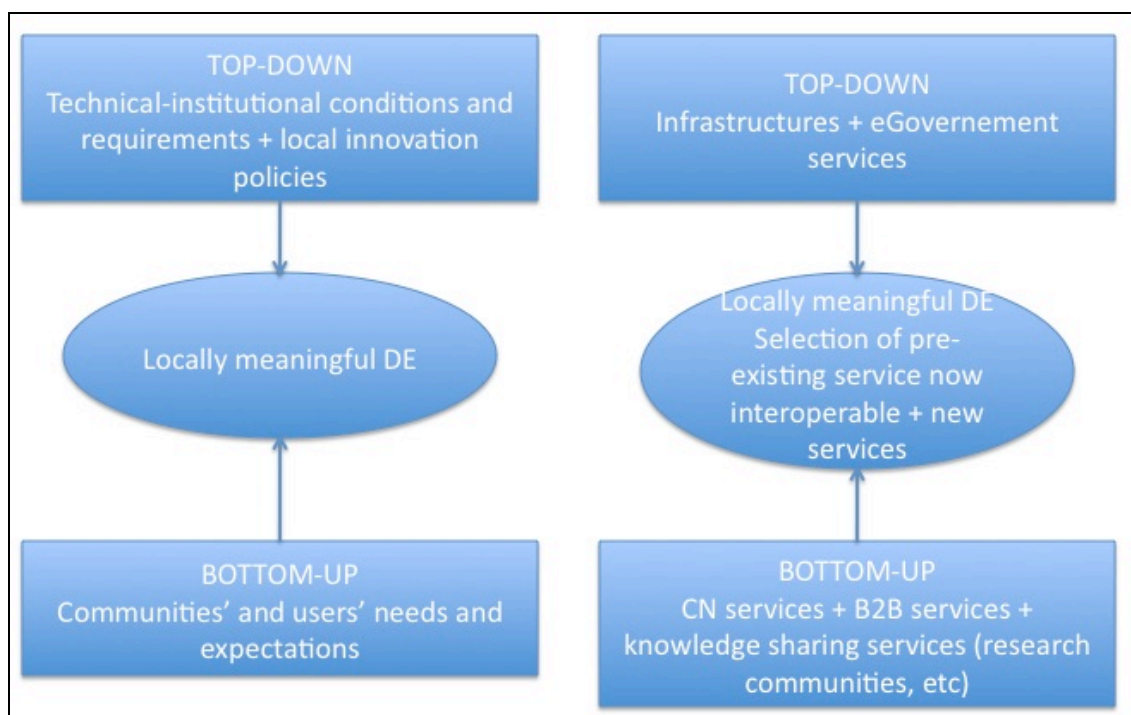 TOP-DOWN
Technical-institutional conditions and
requirements + local innovation
policies
Locally meaningful DE
BOTTOM-UP
Communities’ and users’ needs and
expectations
TOP-DOWN
Infrastructures + eGovernement
services
Locally meaningful DE
Selection of pre-
existing service now
interoperable + new
services
BOTTOM-UP
CN services + B2B services +
knowledge sharing services (research
communities, etc)